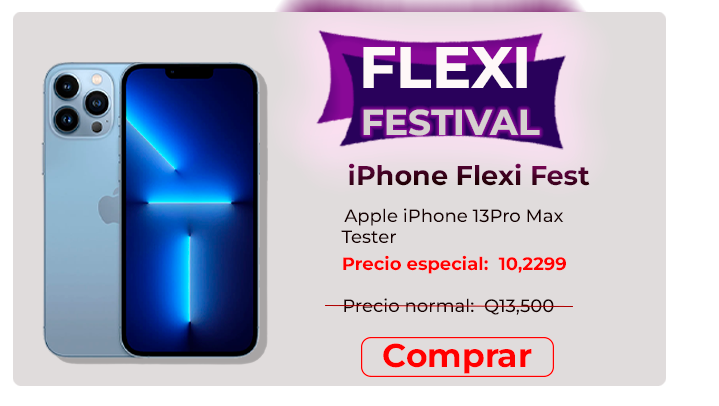 FLEXI
FESTIVAL
iPhone Flexi Fest
Apple iPhone 13Pro Max
Tester
Precio especial: 10,2299
Precio normal: Q13,500
Comprar